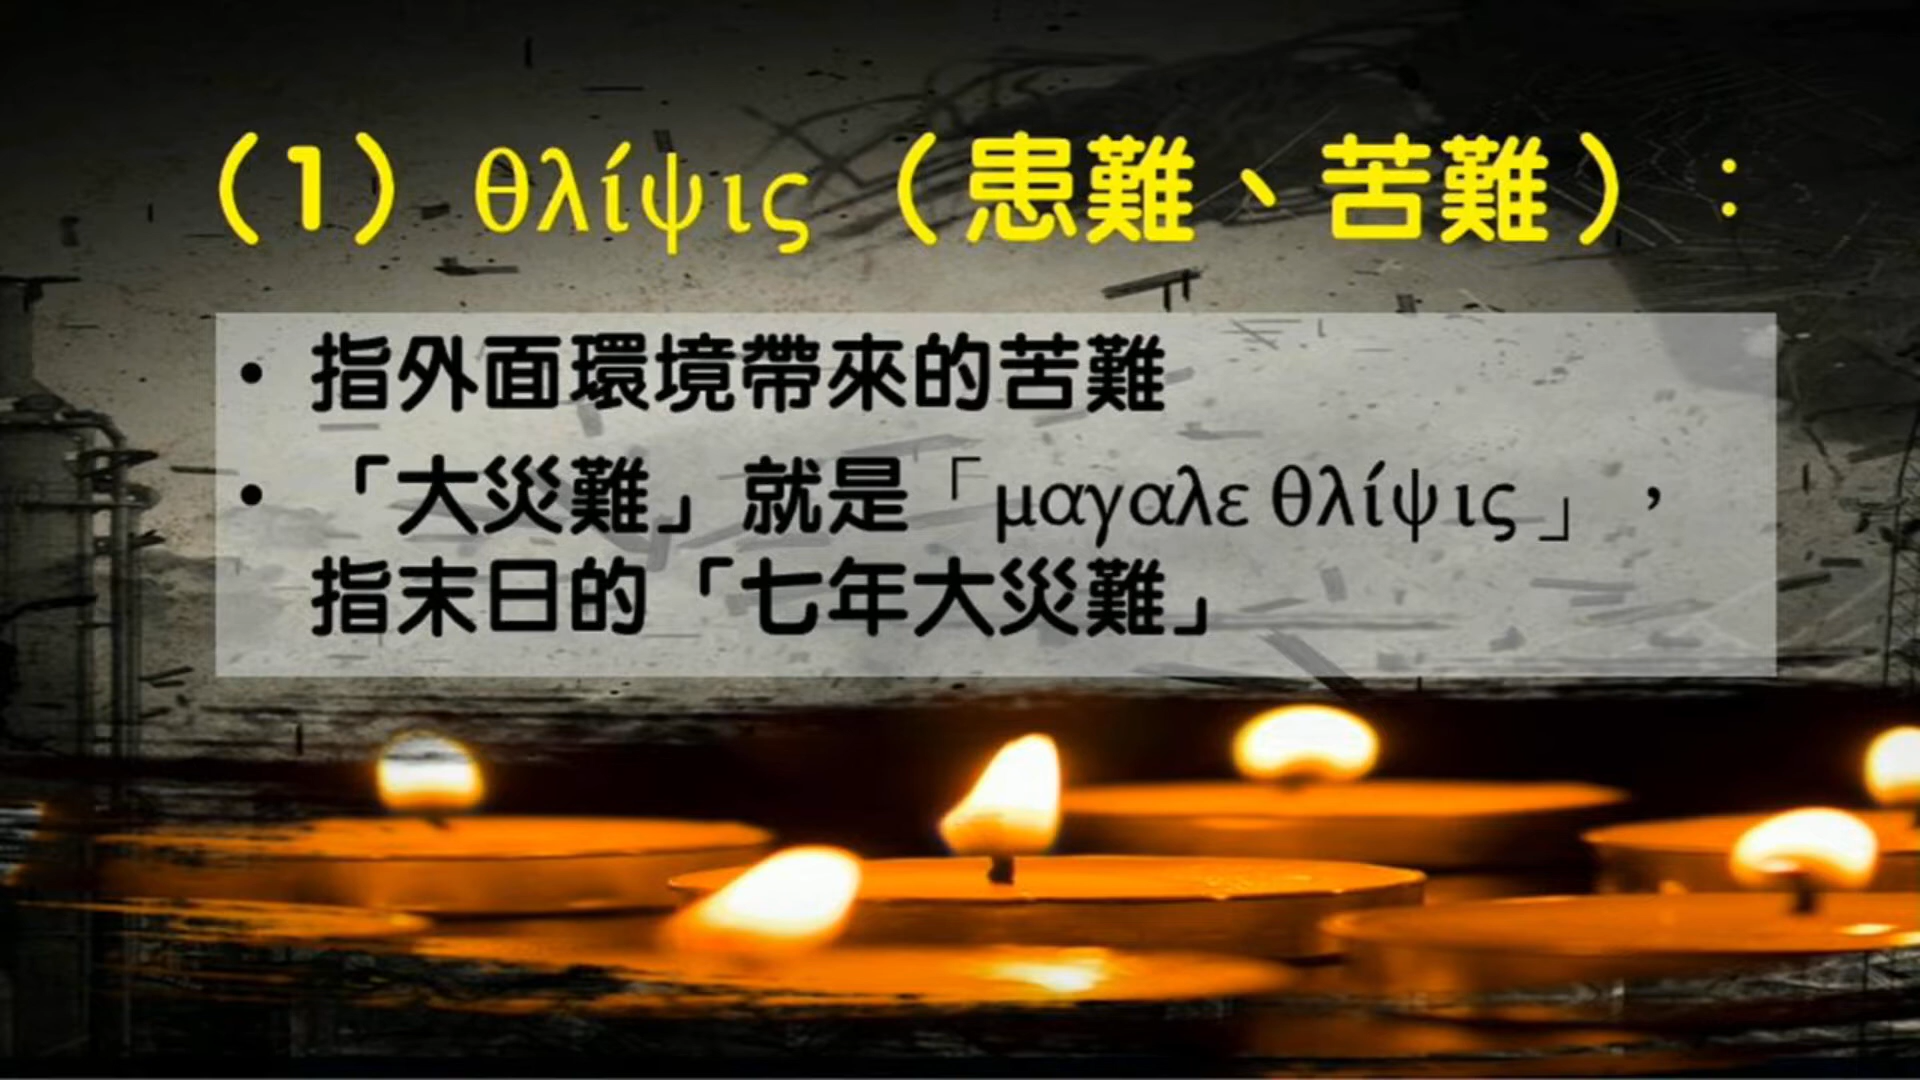 （1）θλίψις（患難、苦難）：
• 指外面環境帶來的苦難
• 「大災難」就是「μαγαλε θλίψις」，
指末日的「七年大災難」